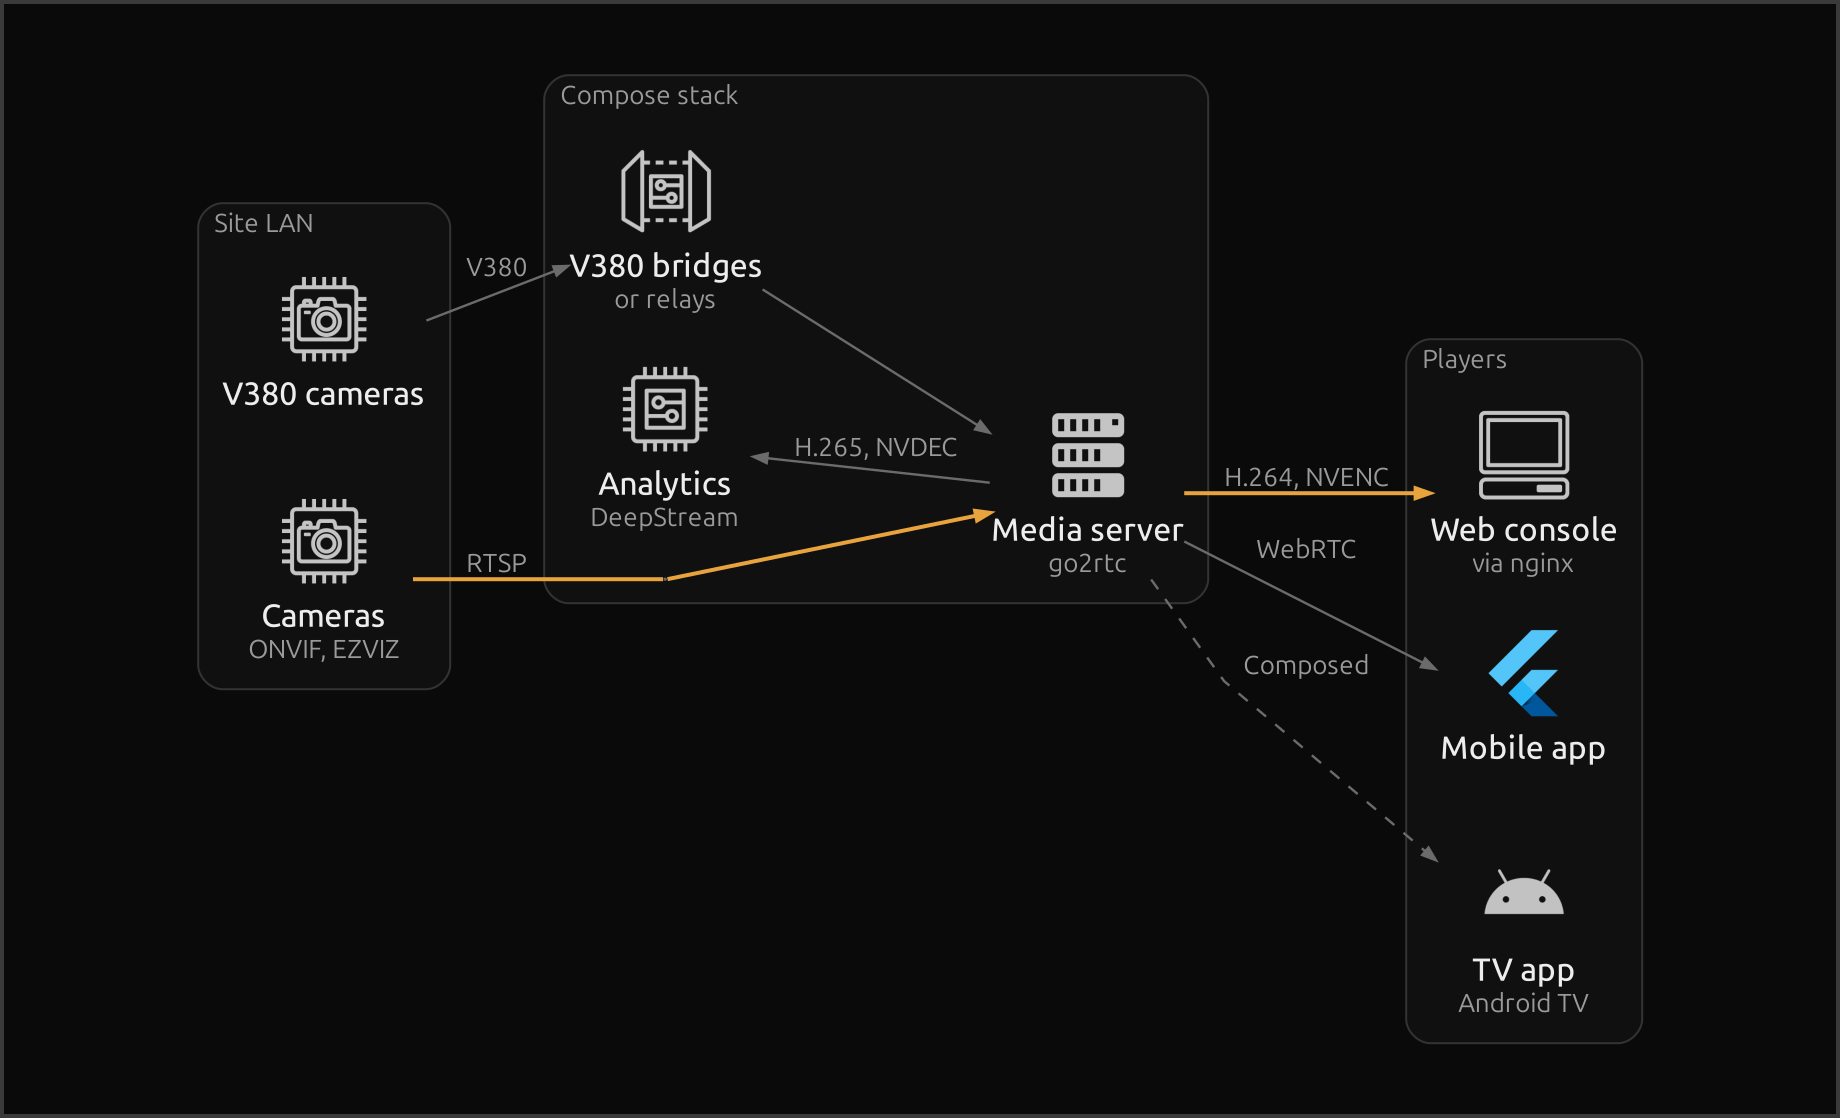 Compose stack
V380 bridges
or relays
Site LAN
V380
V380 cameras
Analytics
DeepStream
H.265, NVDEC
RTSP
Cameras
ONVIF, EZVIZ
Media server
go2rtc
H.264, NVENC
WebRTC
Composed
Players
Web console
via nginx
Mobile app
TV app
Android TV